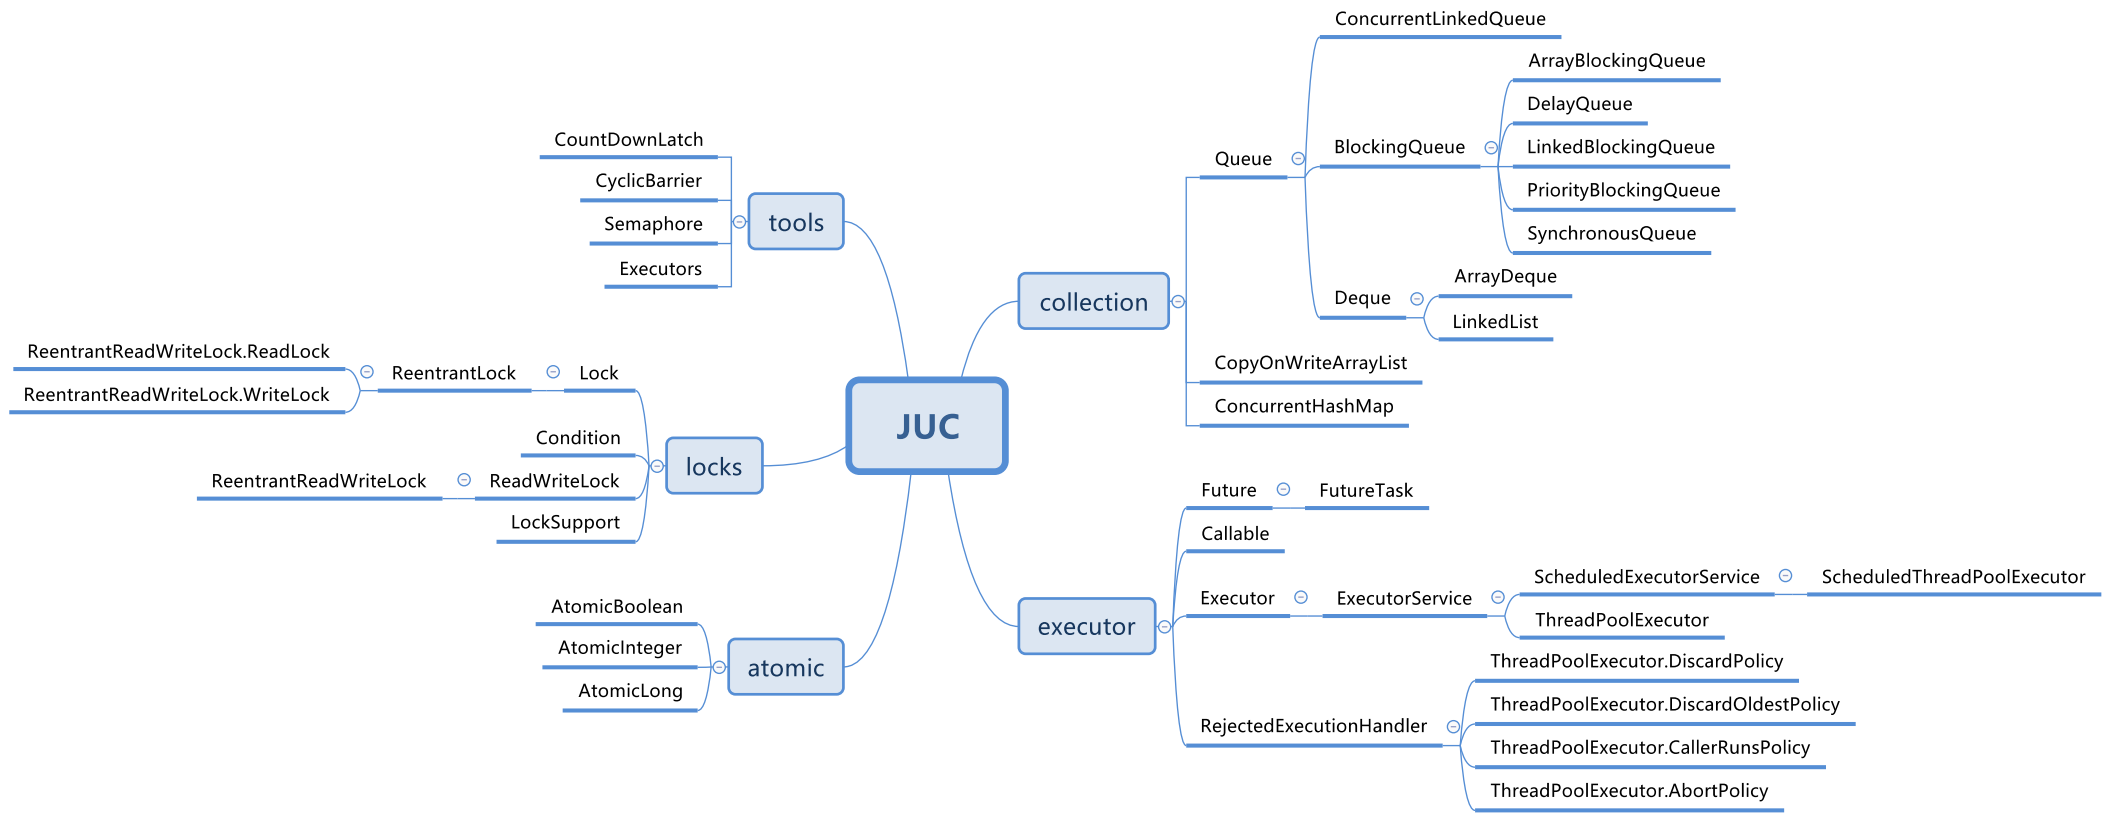 JUC
tools
CountDownLatch
CyclicBarrier
Semaphore
Executors
locks
Lock
ReentrantLock
ReentrantReadWriteLock.ReadLock
ReentrantReadWriteLock.WriteLock
Condition
ReadWriteLock
ReentrantReadWriteLock
LockSupport
atomic
AtomicBoolean
AtomicInteger
AtomicLong
collection
Queue
ConcurrentLinkedQueue
BlockingQueue
ArrayBlockingQueue
DelayQueue
LinkedBlockingQueue
PriorityBlockingQueue
SynchronousQueue
Deque
ArrayDeque
LinkedList
CopyOnWriteArrayList
ConcurrentHashMap
executor
Future
FutureTask
Callable
Executor
ExecutorService
ScheduledExecutorService
ScheduledThreadPoolExecutor
ThreadPoolExecutor
RejectedExecutionHandler
ThreadPoolExecutor.DiscardPolicy
ThreadPoolExecutor.DiscardOldestPolicy
ThreadPoolExecutor.CallerRunsPolicy
ThreadPoolExecutor.AbortPolicy